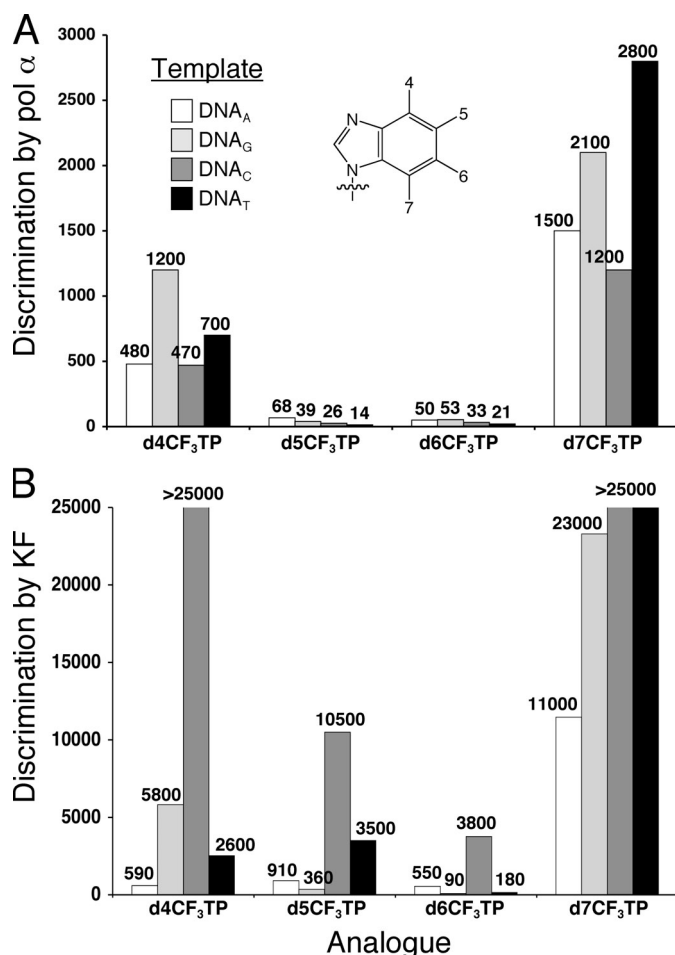 A
Discrimination by pol α
3000
2500
2000
1500
1000
500
0
Template
DNA_A
DNA_G
DNA_C
DNA_T
N
N
4
5
6
7
480
1200
470
700
68
39
26
14
50
53
33
21
1500
2100
1200
2800
d4CF₃TP
d5CF₃TP
d6CF₃TP
d7CF₃TP
B
Discrimination by KF
25000
20000
15000
10000
5000
0
590
5800
>25000
2600
910
360
10500
3500
550
90
3800
180
11000
23000
>25000
d4CF₃TP
d5CF₃TP
d6CF₃TP
d7CF₃TP
Analogue